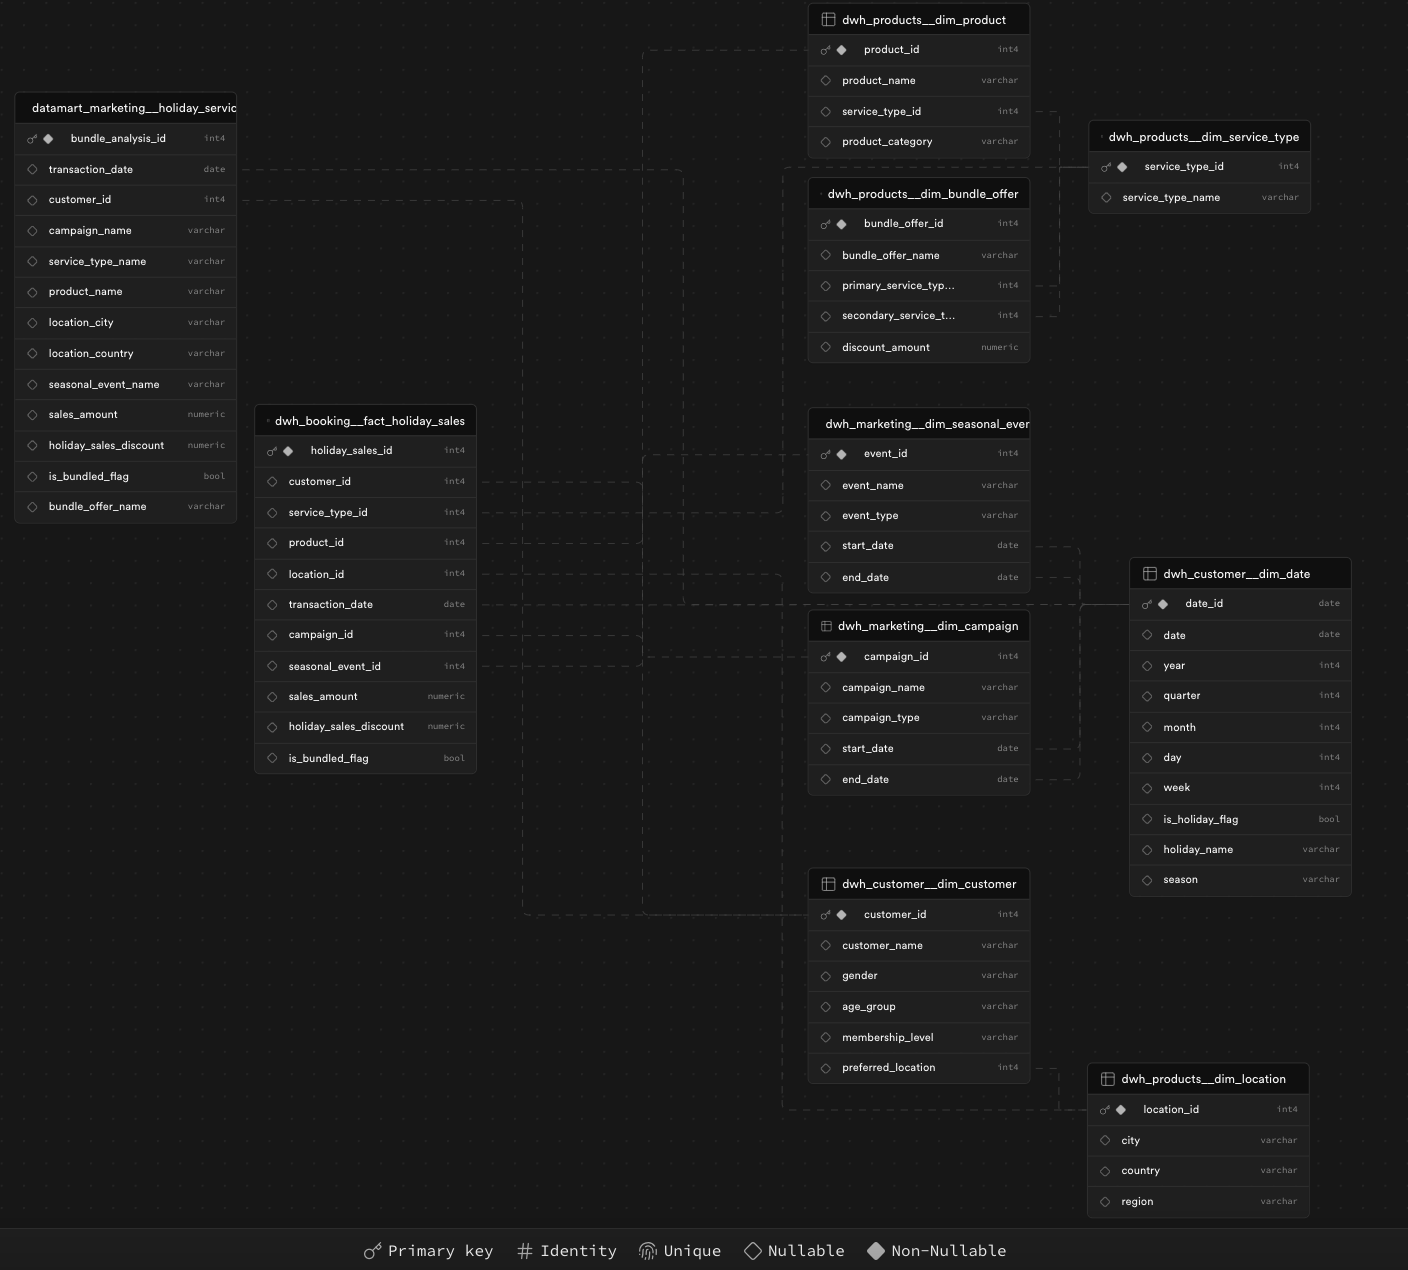 datamart_marketing__holiday_servic
bundle_analysis_id int4
transaction_date date
customer_id int4
campaign_name varchar
service_type_name varchar
product_name varchar
location_city varchar
location_country varchar
seasonal_event_name varchar
sales_amount numeric
holiday_sales_discount numeric
is_bundled_flag bool
bundle_offer_name varchar
dwh_booking__fact_holiday_sales
holiday_sales_id int4
customer_id int4
service_type_id int4
product_id int4
location_id int4
transaction_date date
campaign_id int4
seasonal_event_id int4
sales_amount numeric
holiday_sales_discount numeric
is_bundled_flag bool
dwh_products__dim_product
product_id int4
product_name varchar
service_type_id int4
product_category varchar
dwh_products__dim_bundle_offer
bundle_offer_id int4
bundle_offer_name varchar
primary_service_typ... int4
secondary_service_t... int4
discount_amount numeric
dwh_marketing__dim_seasonal_ever
event_id int4
event_name varchar
event_type varchar
start_date date
end_date date
dwh_marketing__dim_campaign
campaign_id int4
campaign_name varchar
campaign_type varchar
start_date date
end_date date
dwh_customer__dim_customer
customer_id int4
customer_name varchar
gender varchar
age_group varchar
membership_level varchar
preferred_location int4
dwh_products__dim_service_type
service_type_id int4
service_type_name varchar
dwh_customer__dim_date
date_id date
date date
year int4
quarter int4
month int4
day int4
week int4
is_holiday_flag bool
holiday_name varchar
season varchar
dwh_products__dim_location
location_id int4
city varchar
country varchar
region varchar
Primary key Identity Unique Nullable Non-Nullable